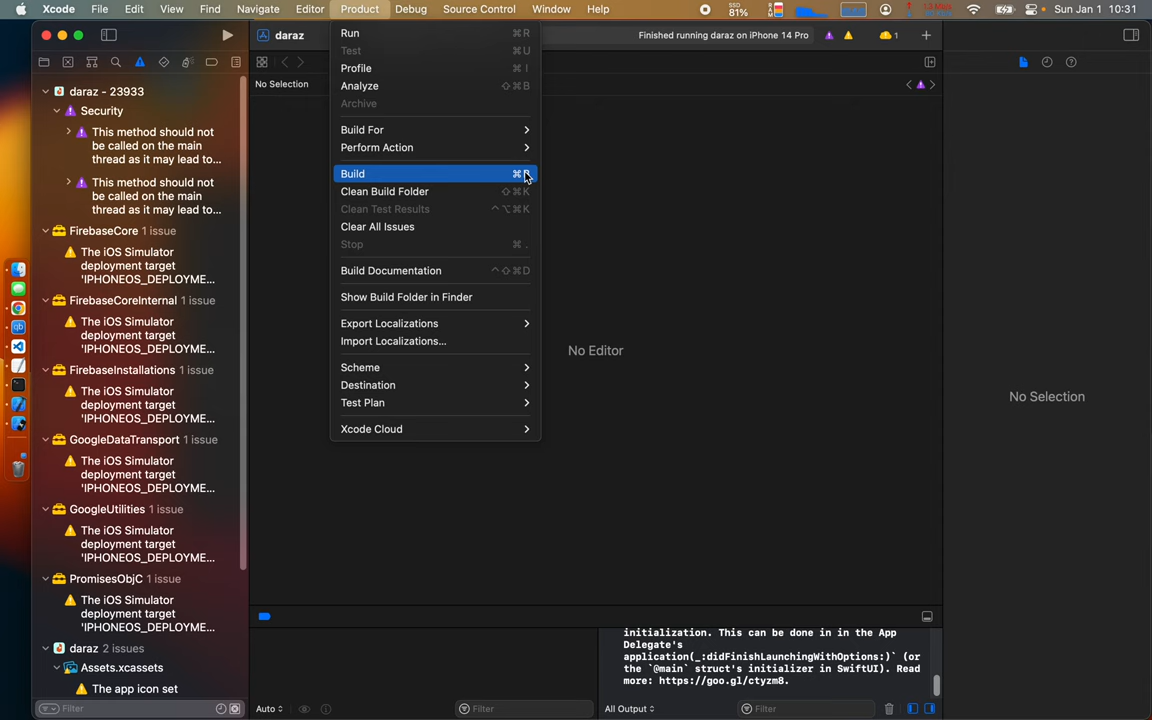 Xcode File Edit View Find Navigate Editor Product Debug Source Control Window Help
SSD 81% Sun Jan 1 10:31
daraz
Finished running daraz on iPhone 14 Pro
1
No Selection
daraz - 23933
Security
This method should not
be called on the main
thread as it may lead to...
This method should not
be called on the main
thread as it may lead to...
FirebaseCore 1 issue
The iOS Simulator
deployment target
'IPHONEOS_DEPLOYME...
FirebaseCoreInternal 1 issue
The iOS Simulator
deployment target
'IPHONEOS_DEPLOYME...
FirebaseInstallations 1 issue
The iOS Simulator
deployment target
'IPHONEOS_DEPLOYME...
GoogleDataTransport 1 issue
The iOS Simulator
deployment target
'IPHONEOS_DEPLOYME...
GoogleUtilities 1 issue
The iOS Simulator
deployment target
'IPHONEOS_DEPLOYME...
PromisesObjC 1 issue
The iOS Simulator
deployment target
'IPHONEOS_DEPLOYME...
daraz 2 issues
Assets.xcassets
The app icon set
Filter
Run ⌘R
Test ⌘U
Profile ⌘I
Analyze ⇧⌘B
Archive
Build For
Perform Action
Build ⌘
Clean Build Folder ⇧⌘K
Clean Test Results ^⌥⌘K
Clear All Issues
Stop ⌘.
Build Documentation ^⇧⌘D
Show Build Folder in Finder
Export Localizations
Import Localizations...
Scheme
Destination
Test Plan
Xcode Cloud
No Editor
No Selection
initialization. This can be done in in the App
Delegate's
application(_:didFinishLaunchingWithOptions:)` (or
the `@main` struct's initializer in SwiftUI). Read
more: https://goo.gl/ctyzm8.
Auto
Filter
All Output
Filter